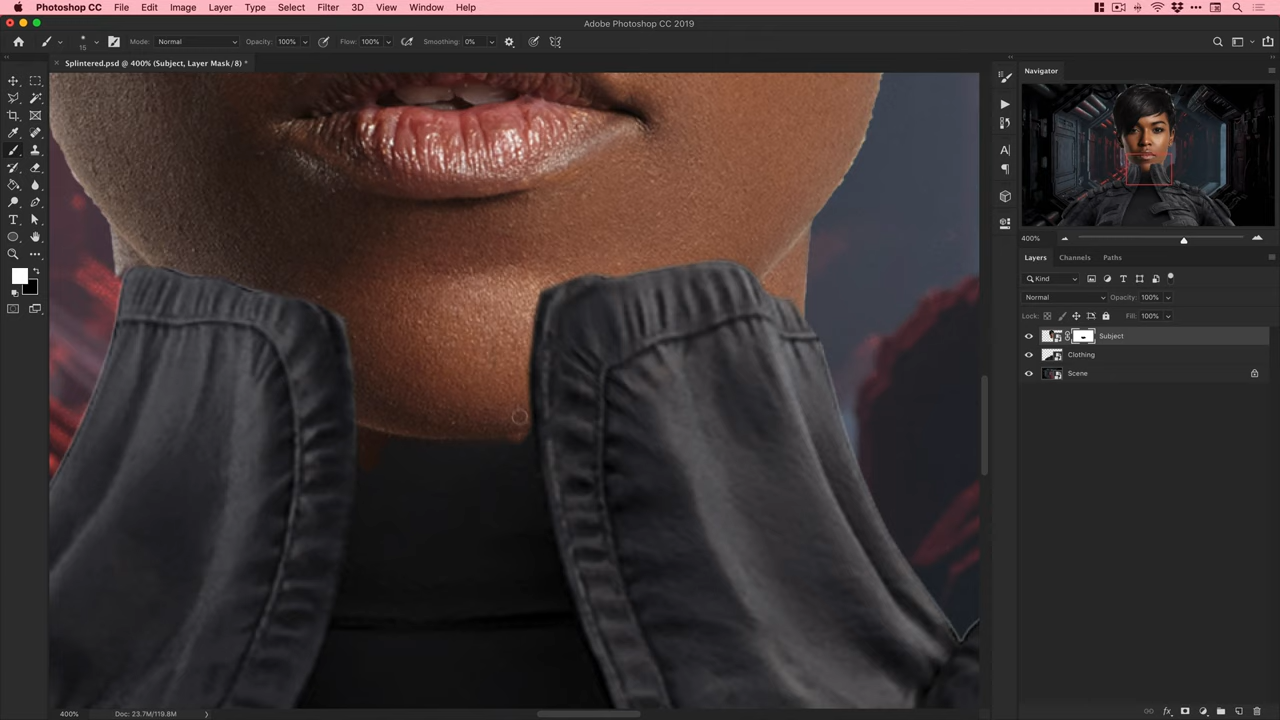 Photoshop CC File Edit Image Layer Type Select Filter 3D View Window Help
Adobe Photoshop CC 2019
15 Mode: Normal Opacity: 100% Flow: 100% Smoothing: 0%
× Splintered.psd @ 400% (Subject, Layer Mask/8) *
Navigator
400%
Layers Channels Paths
Kind
Normal Opacity: 100%
Lock: Fill: 100%
Subject
Clothing
Scene
400% Doc: 23.7M/119.8M